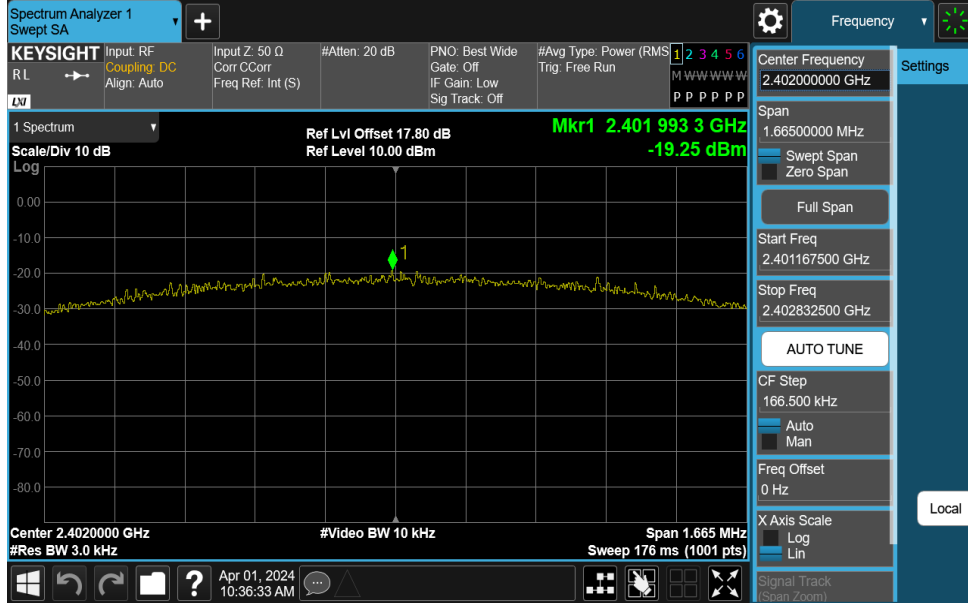 Spectrum Analyzer 1
Swept SA
Frequency
KEYSIGHT
R L
LXI
Input: RF
Coupling: DC
Align: Auto
Input Z: 50 Ω
Corr CCorr
Freq Ref: Int (S)
#Atten: 20 dB
PNO: Best Wide
Gate: Off
IF Gain: Low
Sig Track: Off
#Avg Type: Power (RMS
Trig: Free Run
1 2 3 4 5 6
M W W W W W
P P P P P P
1 Spectrum
Scale/Div 10 dB
Log
Ref Lvl Offset 17.80 dB
Ref Level 10.00 dBm
Mkr1 2.401 993 3 GHz
-19.25 dBm
0.00
-10.0
-20.0
-30.0
-40.0
-50.0
-60.0
-70.0
-80.0
1
Center 2.4020000 GHz
#Res BW 3.0 kHz
#Video BW 10 kHz
Span 1.665 MHz
Sweep 176 ms (1001 pts)
Center Frequency
2.402000000 GHz
Span
1.66500000 MHz
Swept Span
Zero Span
Full Span
Start Freq
2.401167500 GHz
Stop Freq
2.402832500 GHz
AUTO TUNE
CF Step
166.500 kHz
Auto
Man
Freq Offset
0 Hz
X Axis Scale
Log
Lin
Signal Track
(Span Zoom)
Settings
Local
?
Apr 01, 2024
10:36:33 AM